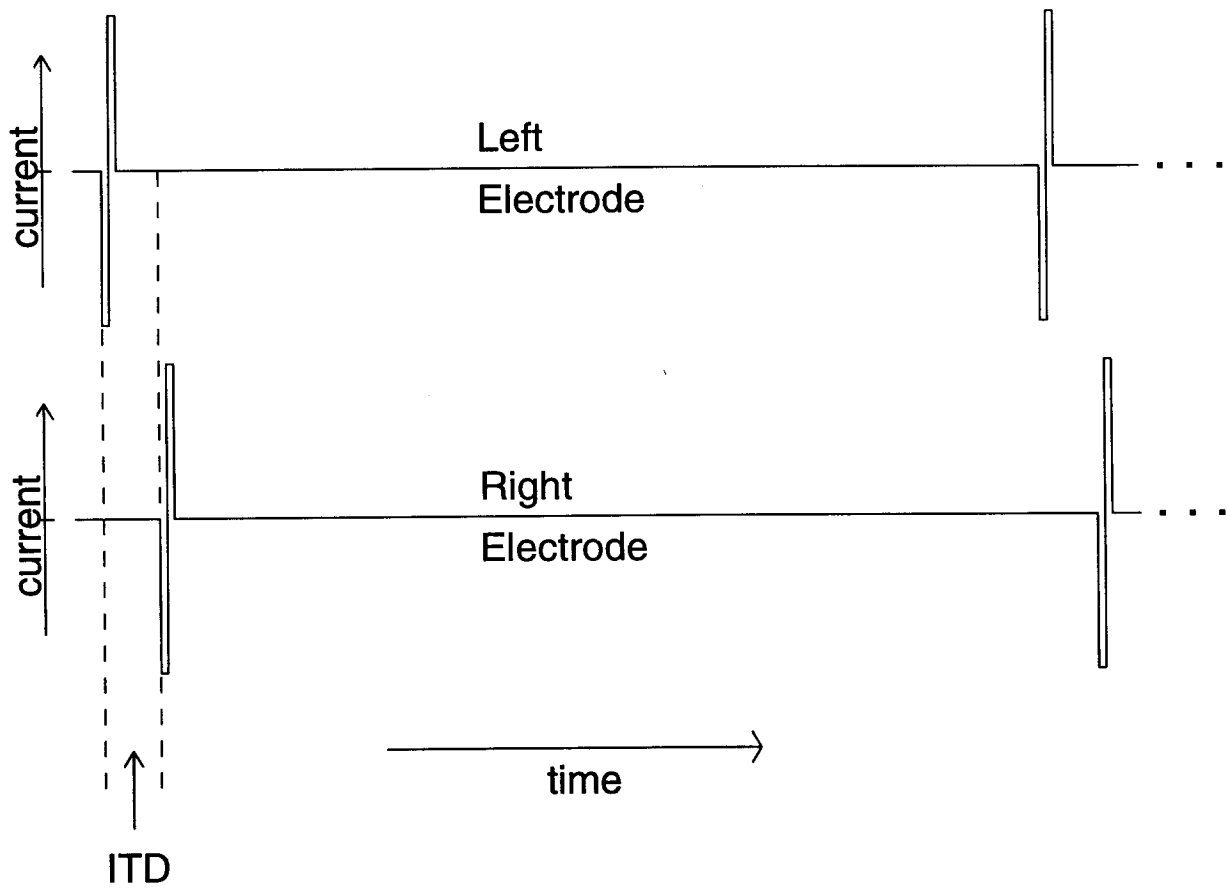 current
Left
Electrode
. . .
current
Right
Electrode
. . .
time
ITD